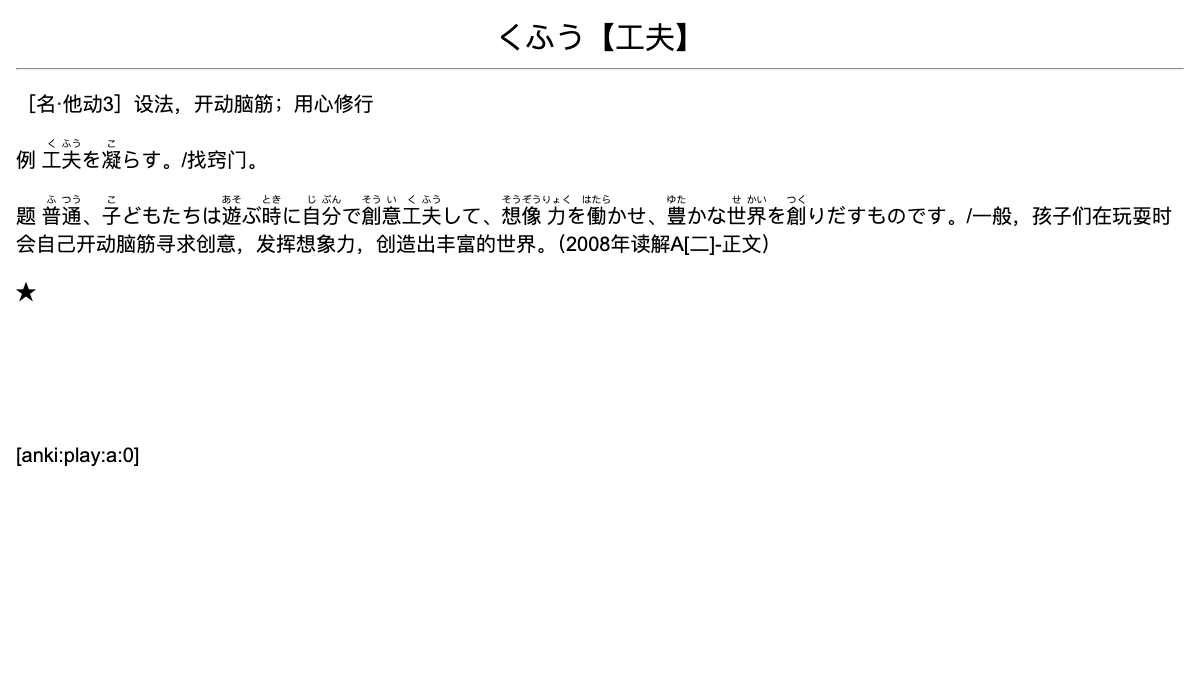 くふう【工夫】
［名·他动3］设法，开动脑筋；用心修行
く ふう こ
例 工夫を凝らす。/找窍门。
ふ つう こ あそ とき じ ぶん そう い く ふう そうぞうりょく はたら ゆた せ かい つく
题 普通、子どもたちは遊ぶ時に自分で創意工夫して、想像力を働かせ、豊かな世界を創りだすものです。/一般，孩子们在玩耍时
会自己开动脑筋寻求创意，发挥想象力，创造出丰富的世界。（2008年读解A[二]-正文）
★
[anki:play:a:0]